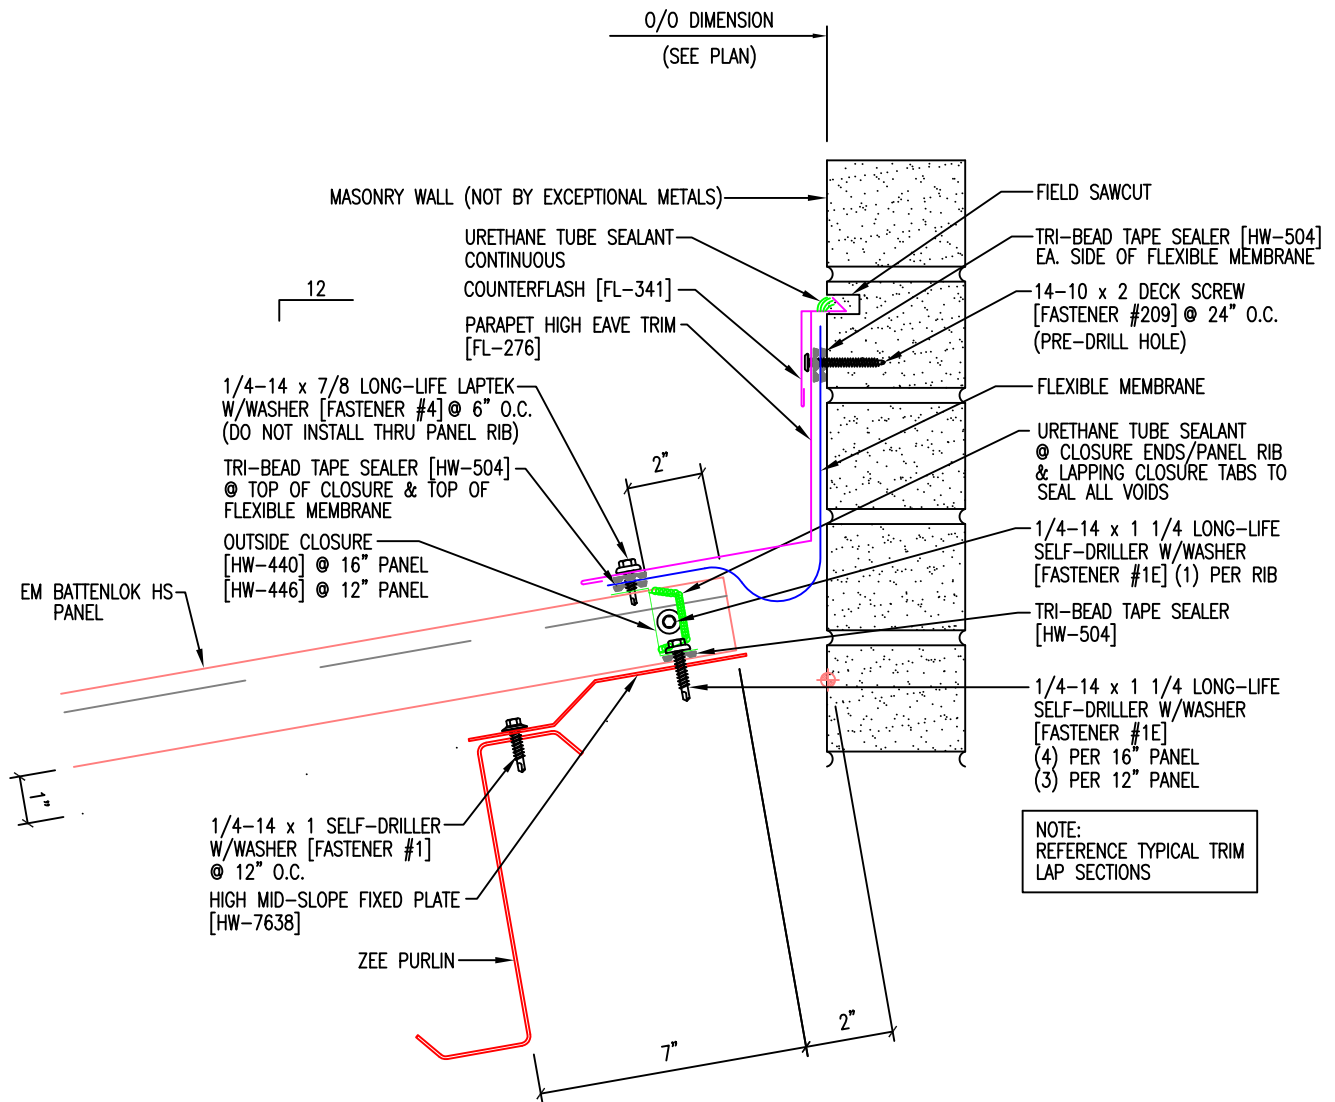 O/O DIMENSION
(SEE PLAN)
MASONRY WALL (NOT BY EXCEPTIONAL METALS)
URETHANE TUBE SEALANT
CONTINUOUS
COUNTERFLASH [FL-341]
PARAPET HIGH EAVE TRIM
[FL-276]
12
1/4-14 x 7/8 LONG-LIFE LAPTEK
W/WASHER [FASTENER #4] @ 6" O.C.
(DO NOT INSTALL THRU PANEL RIB)
TRI-BEAD TAPE SEALER [HW-504]
@ TOP OF CLOSURE & TOP OF
FLEXIBLE MEMBRANE
OUTSIDE CLOSURE
[HW-440] @ 16" PANEL
[HW-446] @ 12" PANEL
EM BATTENLOK HS
PANEL
2"
1"
1/4-14 x 1 SELF-DRILLER
W/WASHER [FASTENER #1]
@ 12" O.C.
HIGH MID-SLOPE FIXED PLATE
[HW-7638]
ZEE PURLIN
7"
2"
FIELD SAWCUT
TRI-BEAD TAPE SEALER [HW-504]
EA. SIDE OF FLEXIBLE MEMBRANE
14-10 x 2 DECK SCREW
[FASTENER #209] @ 24" O.C.
(PRE-DRILL HOLE)
FLEXIBLE MEMBRANE
URETHANE TUBE SEALANT
@ CLOSURE ENDS/PANEL RIB
& LAPPING CLOSURE TABS TO
SEAL ALL VOIDS
1/4-14 x 1 1/4 LONG-LIFE
SELF-DRILLER W/WASHER
[FASTENER #1E] (1) PER RIB
TRI-BEAD TAPE SEALER
[HW-504]
1/4-14 x 1 1/4 LONG-LIFE
SELF-DRILLER W/WASHER
[FASTENER #1E]
(4) PER 16" PANEL
(3) PER 12" PANEL
NOTE:
REFERENCE TYPICAL TRIM
LAP SECTIONS